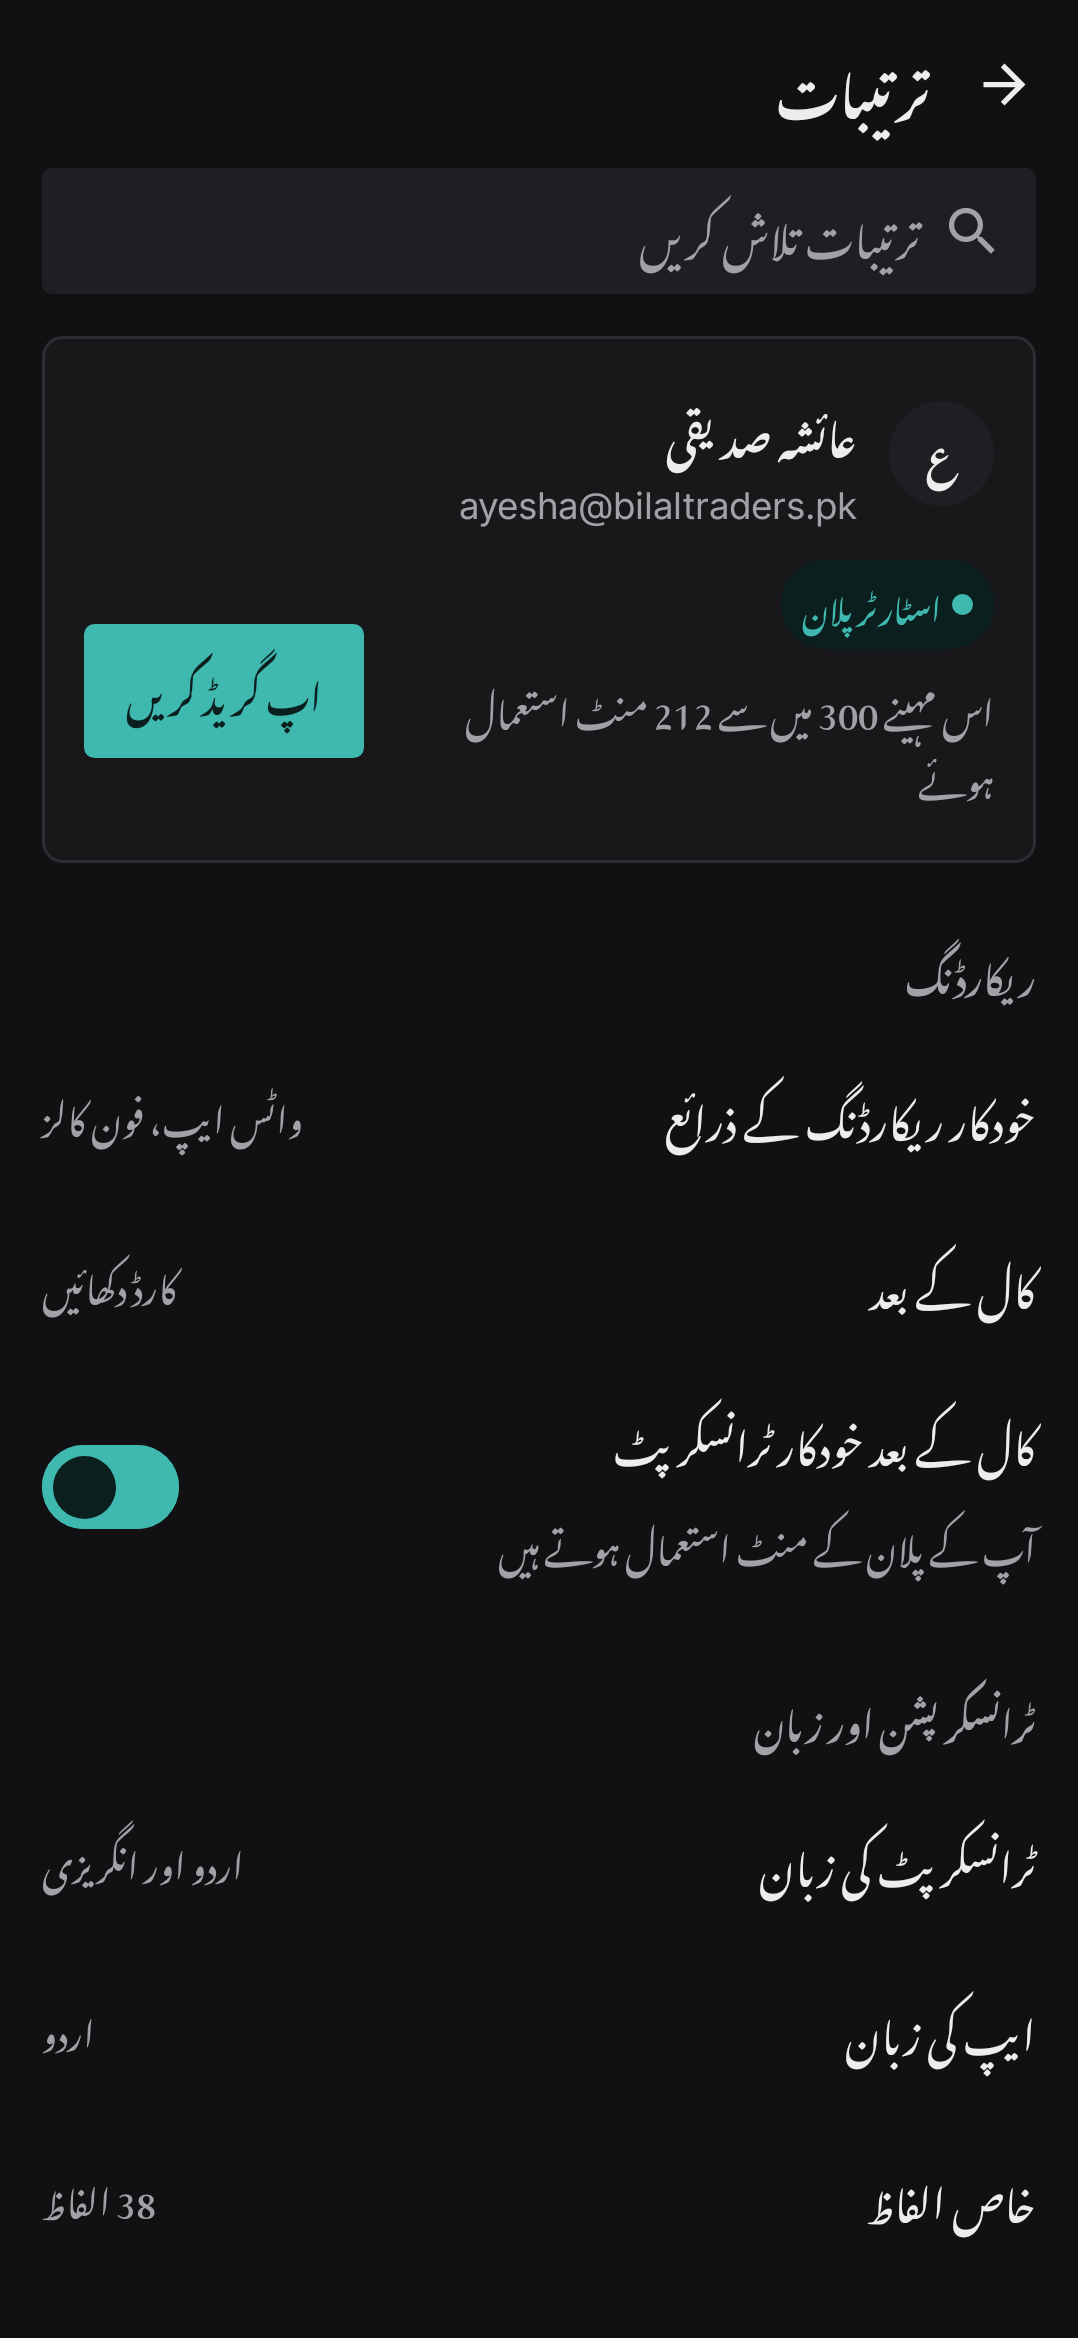 ترتیبات
ترتیبات تلاش کریں
ع
عائشہ صدیقی
ayesha@bilaltraders.pk
اسٹارٹر پلان
اس مہینے 300 میں سے 212 منٹ استعمال
ہوئے
اپ گریڈ کریں
ریکارڈنگ
خودکار ریکارڈنگ کے ذرائع
واٹس ایپ، فون کالز
کال کے بعد
کارڈ دکھائیں
کال کے بعد خودکار ٹرانسکرپٹ
آپ کے پلان کے منٹ استعمال ہوتے ہیں
ٹرانسکرپشن اور زبان
ٹرانسکرپٹ کی زبان
اردو اور انگریزی
ایپ کی زبان
اردو
خاص الفاظ
38 الفاظ